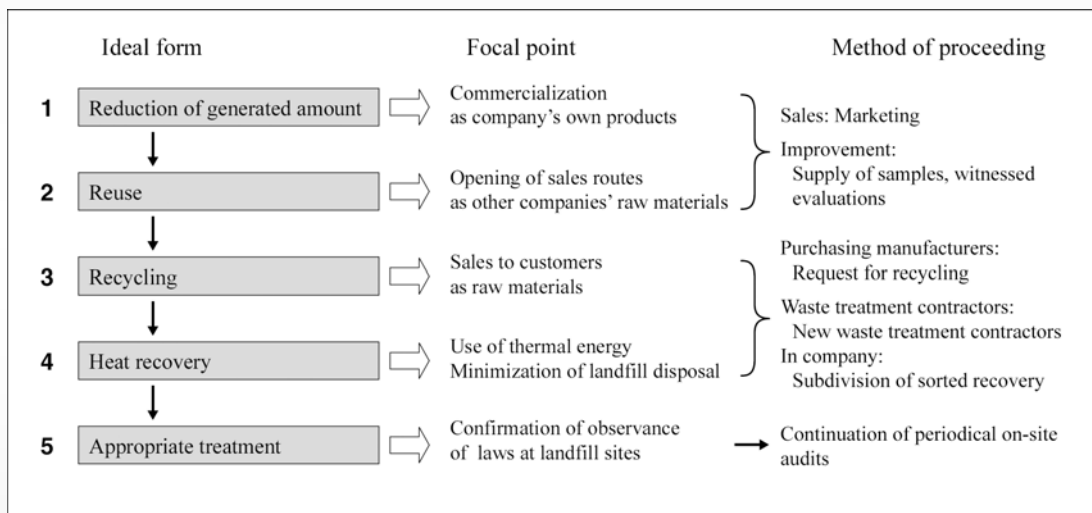 Ideal form
Focal point
Method of proceeding
1
Reduction of generated amount
Commercialization
as company's own products
2
Reuse
Opening of sales routes
as other companies' raw materials
Sales: Marketing
Improvement:
Supply of samples, witnessed
evaluations
3
Recycling
Sales to customers
as raw materials
4
Heat recovery
Use of thermal energy
Minimization of landfill disposal
Purchasing manufacturers:
Request for recycling
Waste treatment contractors:
New waste treatment contractors
In company:
Subdivision of sorted recovery
5
Appropriate treatment
Confirmation of observance
of laws at landfill sites
Continuation of periodical on-site
audits